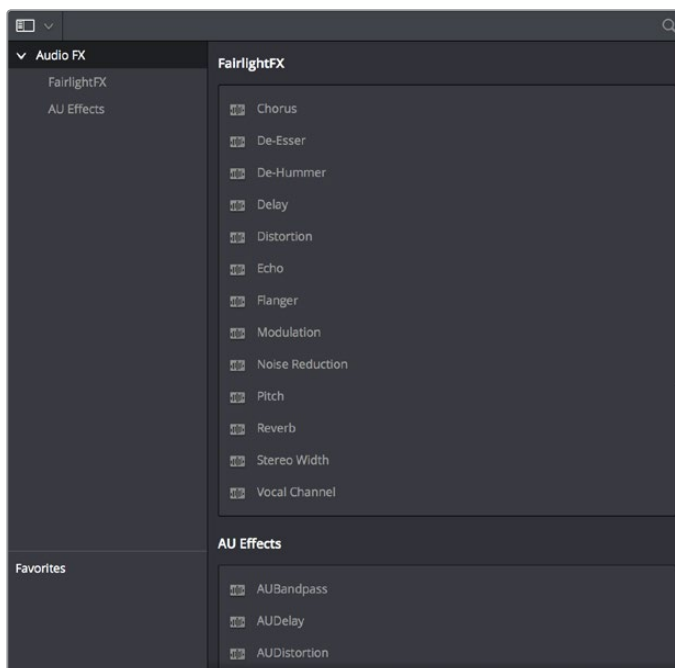 Audio FX
FairlightFX
AU Effects
Favorites
FairlightFX
Chorus
De-Esser
De-Hummer
Delay
Distortion
Echo
Flanger
Modulation
Noise Reduction
Pitch
Reverb
Stereo Width
Vocal Channel
AU Effects
AUBandpass
AUDelay
AUDistortion